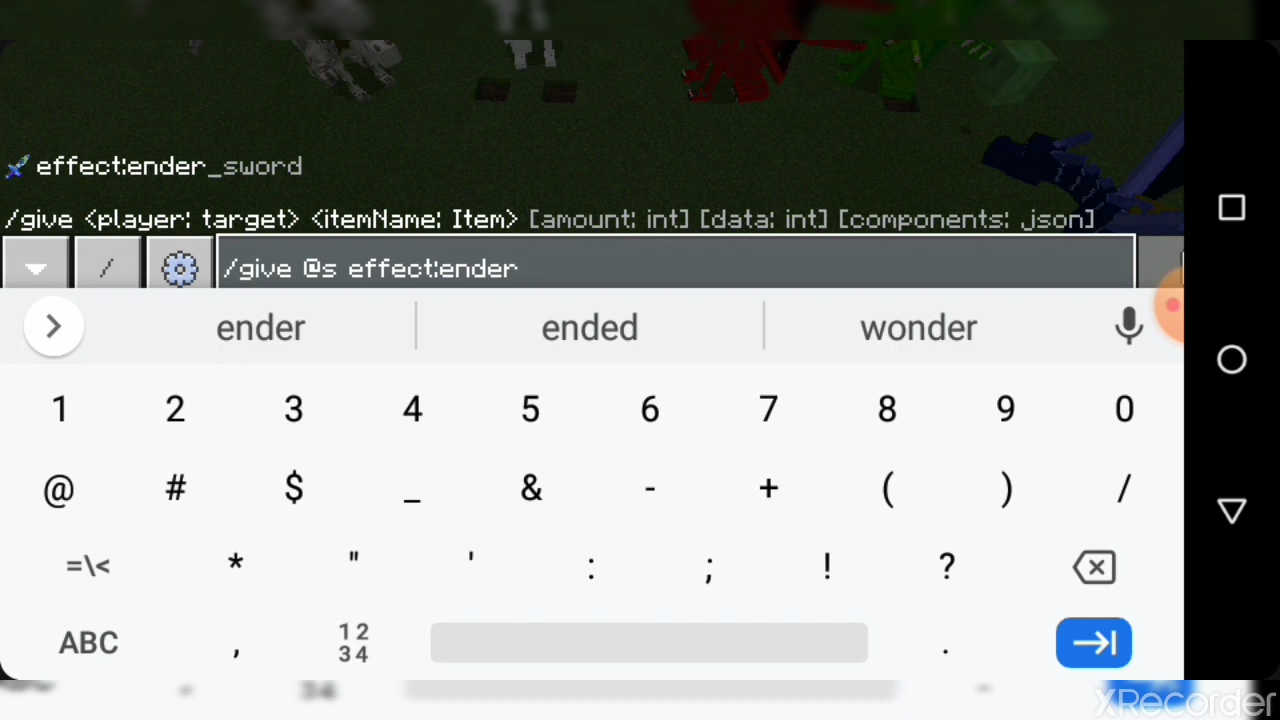 effect:ender_sword
/give <player: target> <itemName: Item> [amount: int] [data: int] [components: .json]
/
/give @s effect:ender
ender ended wonder
1 2 3 4 5 6 7 8 9 0
@ # $ _ & - + ( ) /
=\< * " ' : ; ! ?
ABC , 12 34 .
34
XRecorder